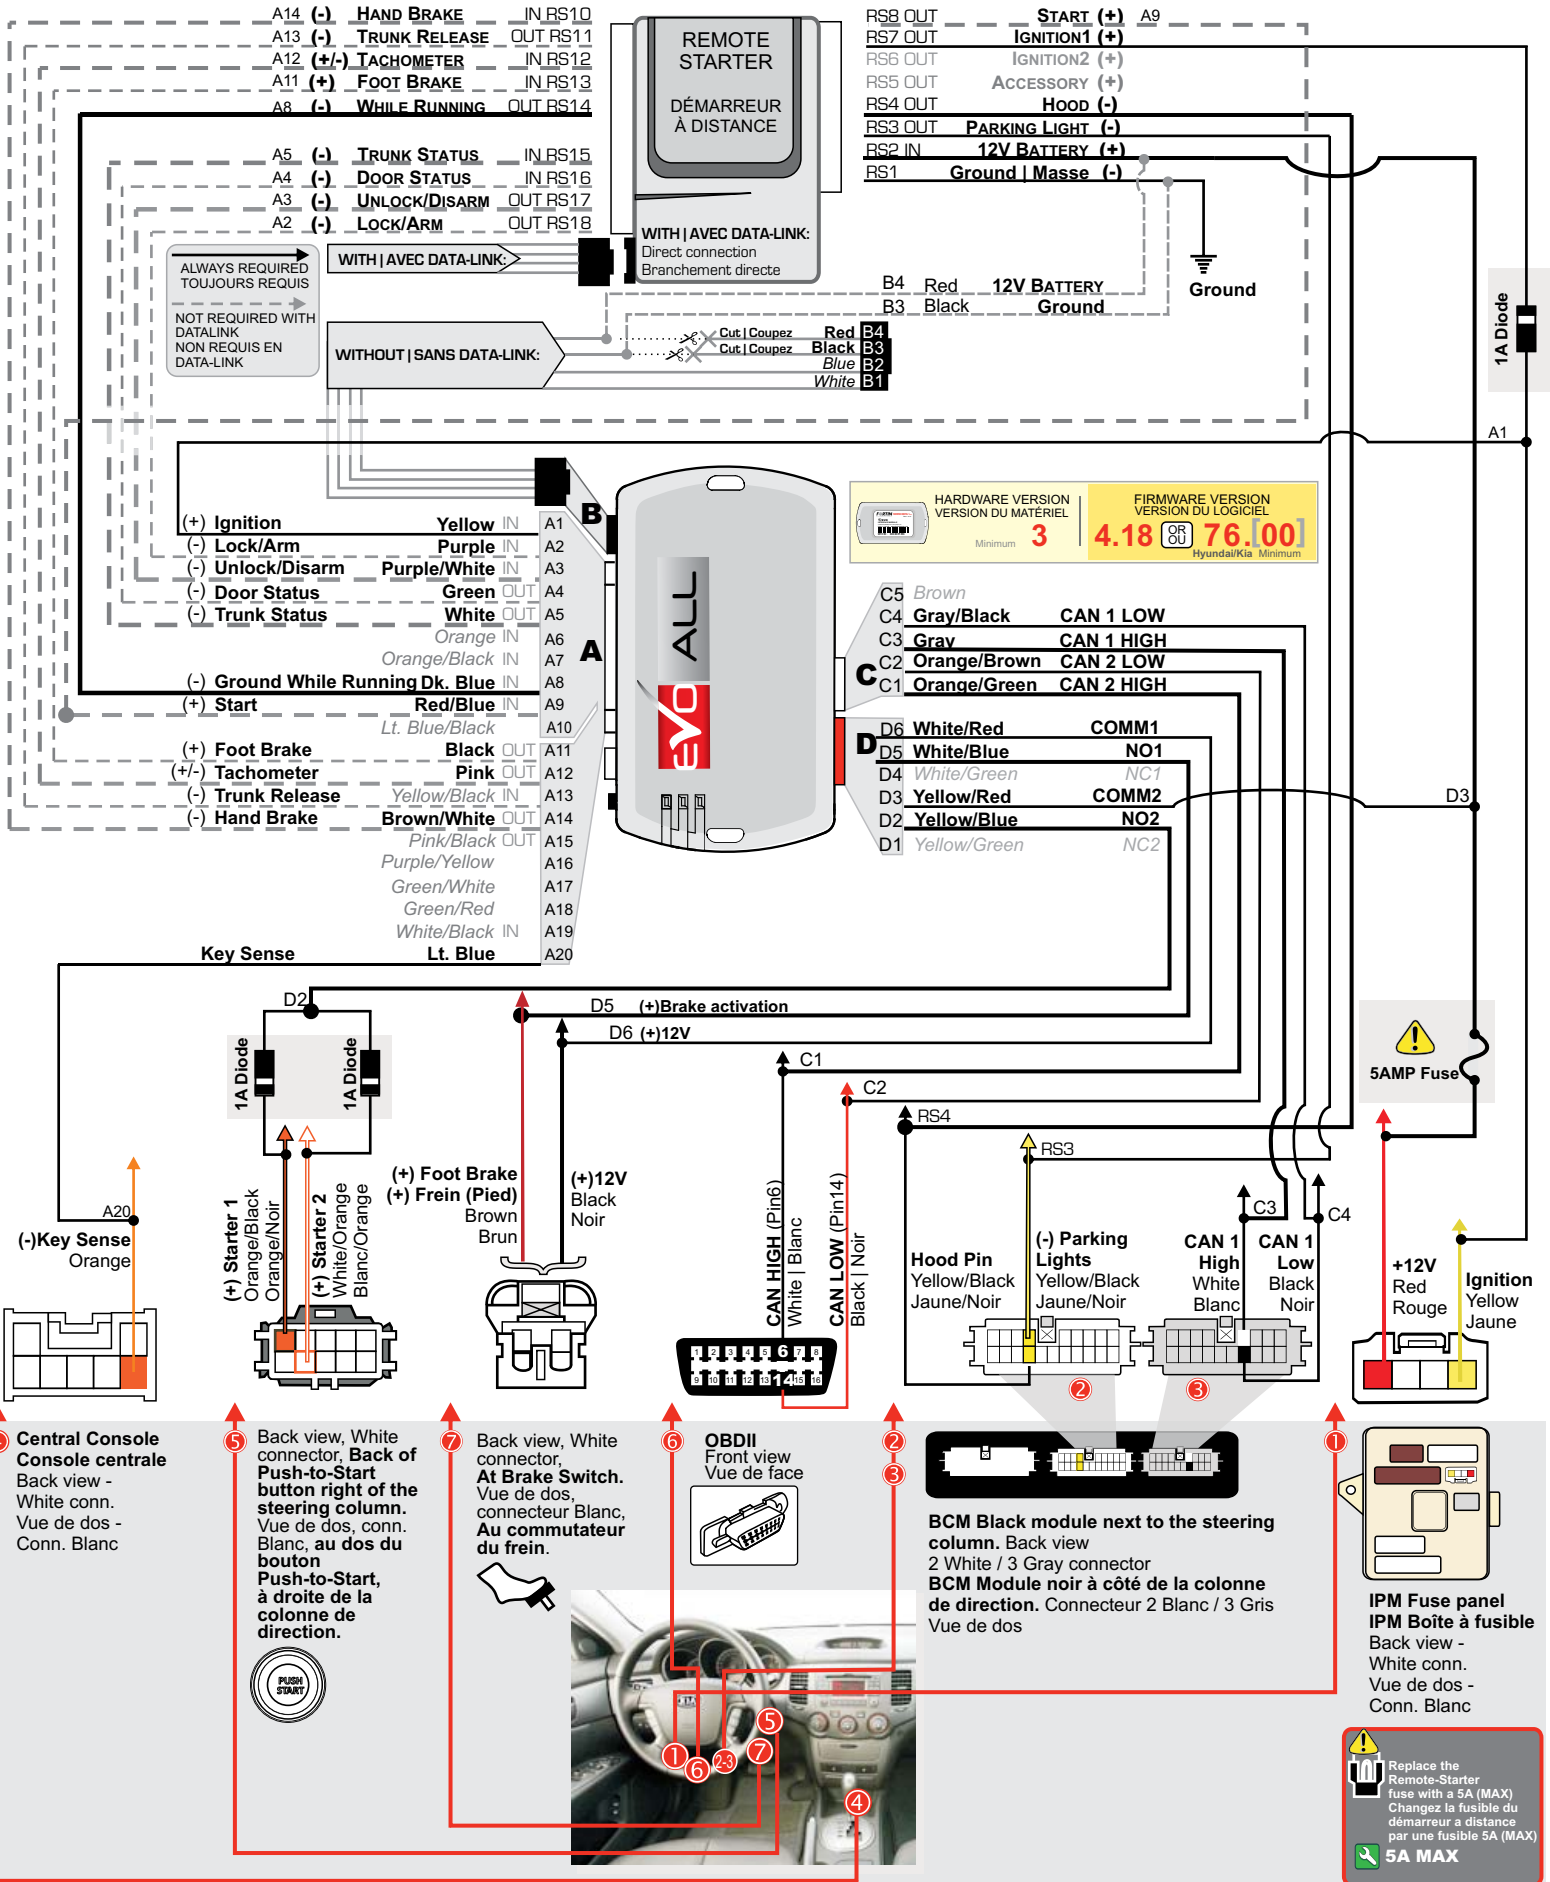 A14 (-) HAND BRAKE IN RS10
A13 (-) TRUNK RELEASE OUT RS11
A12 (+/-) TACHOMETER IN RS12
A11 (+) FOOT BRAKE IN RS13
A8 (-) WHILE RUNNING OUT RS14
A5 (-) TRUNK STATUS IN RS15
A4 (-) DOOR STATUS IN RS16
A3 (-) UNLOCK/DISARM OUT RS17
A2 (-) LOCK/ARM OUT RS18
REMOTE
STARTER
DÉMARREUR
À DISTANCE
WITH | AVEC DATA-LINK:
Direct connection
Branchement directe
RS8 OUT START (+) A9
RS7 OUT IGNITION1 (+)
RS6 OUT IGNITION2 (+)
RS5 OUT ACCESSORY (+)
RS4 OUT HOOD (-)
RS3 OUT PARKING LIGHT (-)
RS2 IN 12V BATTERY (+)
RS1 Ground | Masse (-)
ALWAYS REQUIRED
TOUJOURS REQUIS
NOT REQUIRED WITH
DATALINK
NON REQUIS EN
DATA-LINK
WITH | AVEC DATA-LINK:
WITHOUT | SANS DATA-LINK:
B4 Red 12V BATTERY
B3 Black Ground
Ground
Cut | Coupez Red B4
Cut | Coupez Black B3
Blue B2
White B1
1A Diode
A1
(+) Ignition Yellow IN A1
(-) Lock/Arm Purple IN A2
(-) Unlock/Disarm Purple/White IN A3
(-) Door Status Green OUT A4
(-) Trunk Status White OUT A5
Orange IN A6
Orange/Black IN A7
(-) Ground While Running Dk. Blue IN A8
(+) Start Red/Blue IN A9
Lt. Blue/Black A10
(+) Foot Brake Black OUT A11
(+/-) Tachometer Pink OUT A12
(-) Trunk Release Yellow/Black IN A13
(-) Hand Brake Brown/White OUT A14
Pink/Black OUT A15
Purple/Yellow A16
Green/White A17
Green/Red A18
White/Black IN A19
Key Sense Lt. Blue A20
B
A
EVO ALL
HARDWARE VERSION
VERSION DU MATÉRIEL
Minimum 3
FIRMWARE VERSION
VERSION DU LOGICIEL
4.18 OR OU 76.[00]
Hyundai/Kia Minimum
C
C5 Brown
C4 Gray/Black CAN 1 LOW
C3 Gray CAN 1 HIGH
C2 Orange/Brown CAN 2 LOW
C1 Orange/Green CAN 2 HIGH
D
D6 White/Red COMM1
D5 White/Blue NO1
D4 White/Green NC1
D3 Yellow/Red COMM2 D3
D2 Yellow/Blue NO2
D1 Yellow/Green NC2
D2
1A Diode
1A Diode
D5 (+)Brake activation
D6 (+)12V
C1
C2
RS4
RS3
C3
C4
5AMP Fuse
A20
(-)Key Sense
Orange
(+) Starter 1
Orange/Black
Orange/Noir
(+) Starter 2
White/Orange
Blanc/Orange
(+) Foot Brake
(+) Frein (Pied)
Brown
Brun
(+)12V
Black
Noir
CAN HIGH (Pin6)
White | Blanc
CAN LOW (Pin14)
Black | Noir
Hood Pin
Yellow/Black
Jaune/Noir
(-) Parking
Lights
Yellow/Black
Jaune/Noir
CAN 1
High
White
Blanc
CAN 1
Low
Black
Noir
+12V
Red
Rouge
Ignition
Yellow
Jaune
1 2 3 4 5 6 7 8
9 10 11 12 13 14 15 16
2
3
Central Console
Console centrale
Back view -
White conn.
Vue de dos -
Conn. Blanc
5
Back view, White
connector, Back of
Push-to-Start
button right of the
steering column.
Vue de dos, conn.
Blanc, au dos du
bouton
Push-to-Start,
à droite de la
colonne de
direction.
PUSH
START
7
Back view, White
connector,
At Brake Switch.
Vue de dos,
connecteur Blanc,
Au commutateur
du frein.
6
OBDII
Front view
Vue de face
2
3
BCM Black module next to the steering
column. Back view
2 White / 3 Gray connector
BCM Module noir à côté de la colonne
de direction. Connecteur 2 Blanc / 3 Gris
Vue de dos
1
IPM Fuse panel
IPM Boîte à fusible
Back view -
White conn.
Vue de dos -
Conn. Blanc
1
6
2-3
5
7
4
Replace the
Remote-Starter
fuse with a 5A (MAX)
Changez la fusible du
démarreur a distance
par une fusible 5A (MAX)
5A MAX